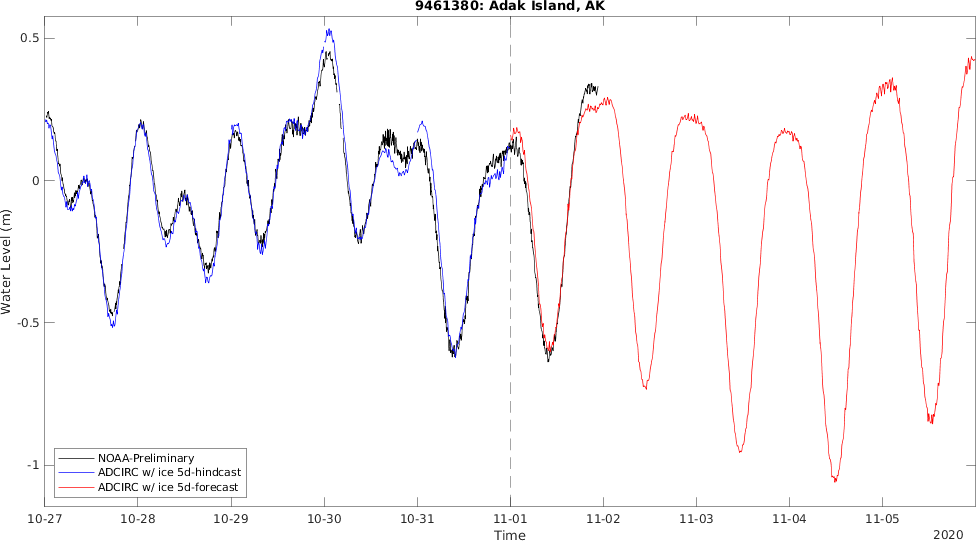 9461380: Adak Island, AK
Water Level (m)
0.5
0
-0.5
-1
NOAA-Preliminary
ADCIRC w/ ice 5d-hindcast
ADCIRC w/ ice 5d-forecast
10-27 10-28 10-29 10-30 10-31 11-01 11-02 11-03 11-04 11-05
Time
2020